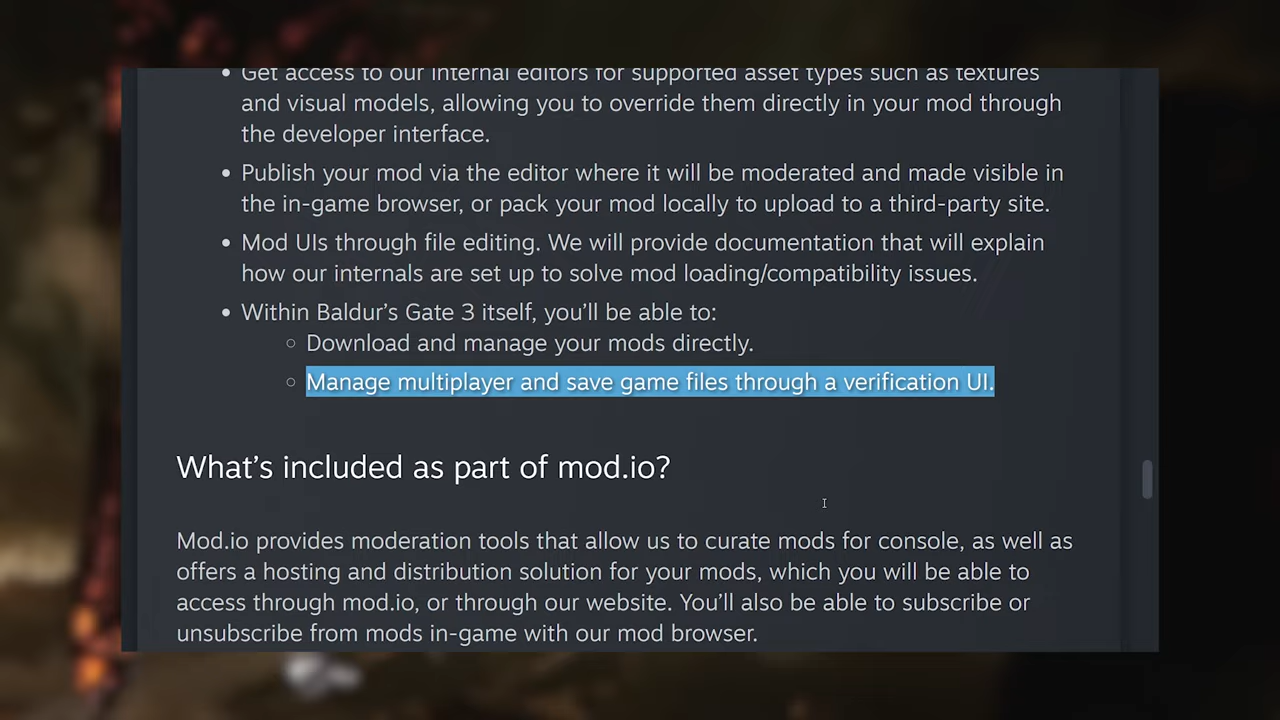 Get access to our internal editors for supported asset types such as textures
and visual models, allowing you to override them directly in your mod through
the developer interface.
Publish your mod via the editor where it will be moderated and made visible in
the in-game browser, or pack your mod locally to upload to a third-party site.
Mod UIs through file editing. We will provide documentation that will explain
how our internals are set up to solve mod loading/compatibility issues.
Within Baldur’s Gate 3 itself, you’ll be able to:
Download and manage your mods directly.
Manage multiplayer and save game files through a verification UI.
What’s included as part of mod.io?
Mod.io provides moderation tools that allow us to curate mods for console, as well as
offers a hosting and distribution solution for your mods, which you will be able to
access through mod.io, or through our website. You’ll also be able to subscribe or
unsubscribe from mods in-game with our mod browser.